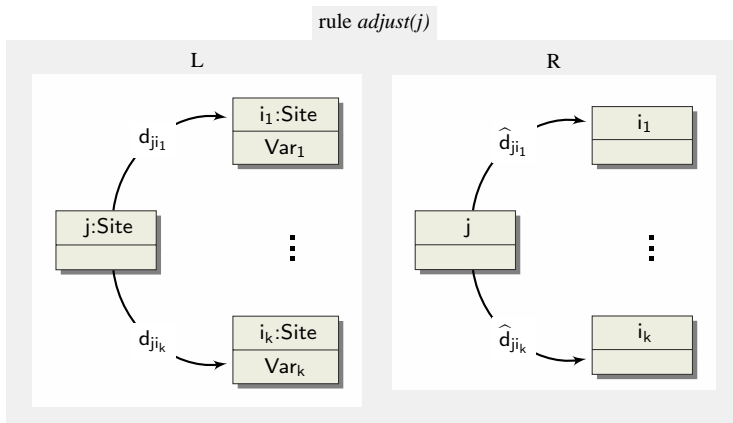 rule adjust(j)
L
i₁:Site
Var₁
d_ji₁
j:Site
⋮
d_jiₖ
iₖ:Site
Varₖ
R
i₁
d̂_ji₁
j
⋮
d̂_jiₖ
iₖ